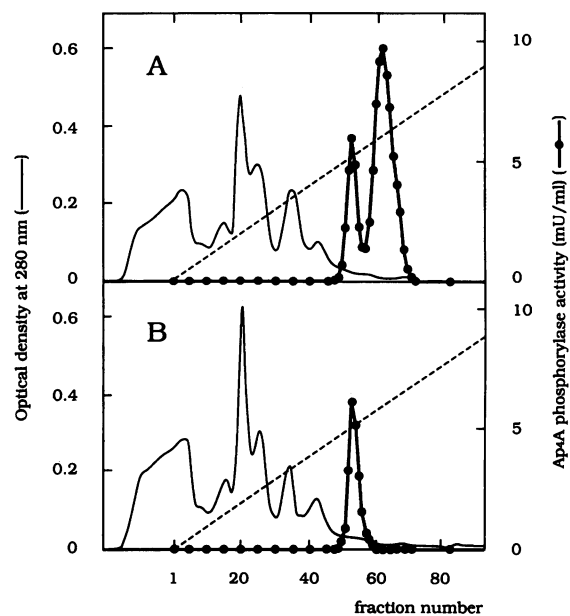 Optical density at 280 nm (——)
0.6
0.4
0.2
0
A
10
5
0
0.6
0.4
0.2
0
B
10
5
0
Ap4A phosphorylase activity (mU/ml) (—●—)
1 20 40 60 80
fraction number